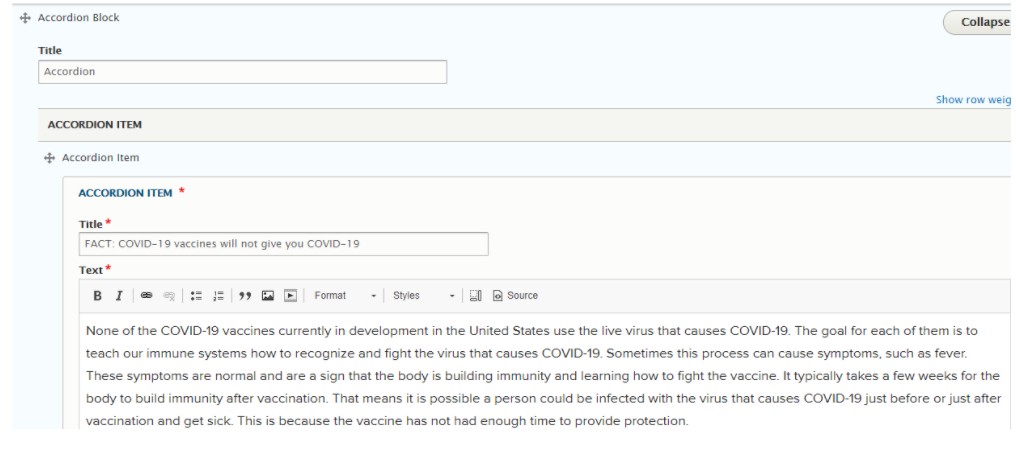 Accordion Block
Collapse
Title
Accordion
Show row weig
ACCORDION ITEM
Accordion Item
ACCORDION ITEM *
Title *
FACT: COVID-19 vaccines will not give you COVID-19
Text *
B I Format Styles Source
None of the COVID-19 vaccines currently in development in the United States use the live virus that causes COVID-19. The goal for each of them is to
teach our immune systems how to recognize and fight the virus that causes COVID-19. Sometimes this process can cause symptoms, such as fever.
These symptoms are normal and are a sign that the body is building immunity and learning how to fight the vaccine. It typically takes a few weeks for the
body to build immunity after vaccination. That means it is possible a person could be infected with the virus that causes COVID-19 just before or just after
vaccination and get sick. This is because the vaccine has not had enough time to provide protection.